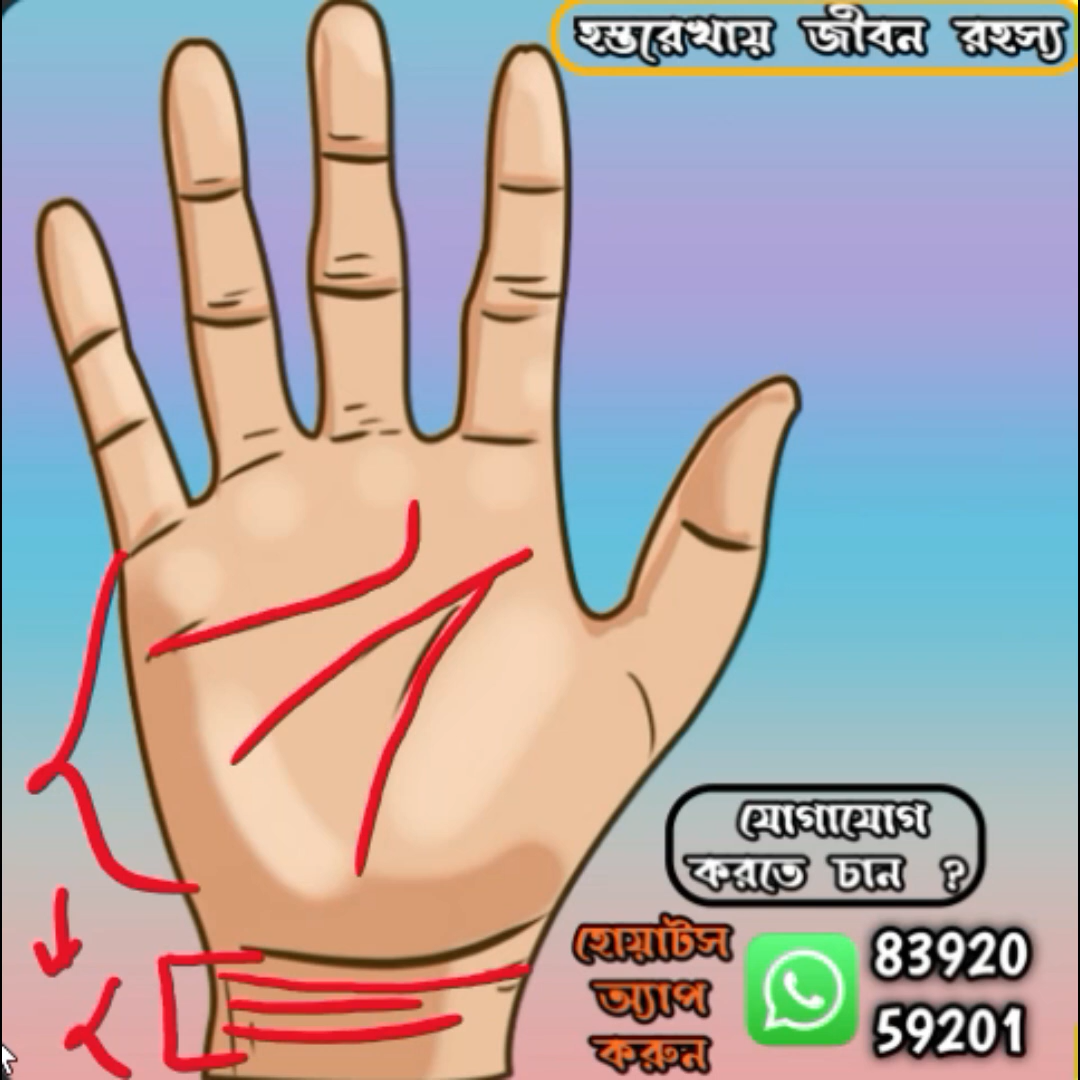 হস্তরেখায় জীবন রহস্য
যোগাযোগ
করতে চান ?
হোয়াটস
অ্যাপ
করুন
83920
59201